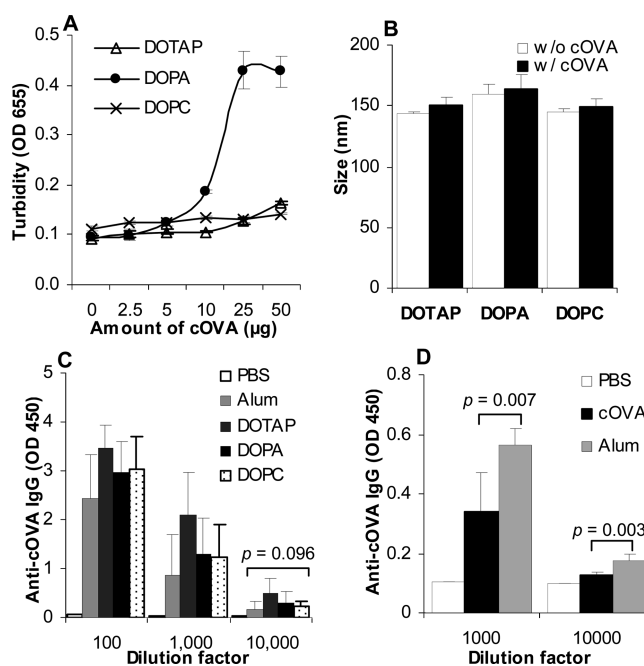 A
DOTAP
DOPA
DOPC
Turbidity (OD 655)
0.6
0.4
0.2
0.1
0.0
0 2.5 5 10 25 50
Amount of cOVA (µg)
B
w/o cOVA
w/ cOVA
Size (nm)
200
150
100
50
0
DOTAP DOPA DOPC
C
PBS
Alum
DOTAP
DOPA
DOPC
Anti-cOVA IgG (OD 450)
5
4
3
2
1
0
p = 0.096
100 1,000 10,000
Dilution factor
D
PBS
cOVA
Alum
Anti-cOVA IgG (OD 450)
0.8
0.6
0.4
0.2
0
p = 0.007
p = 0.003
1000 10000
Dilution factor